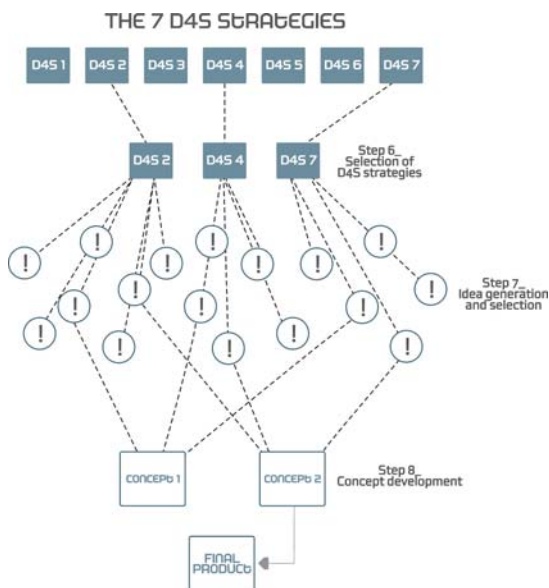 THE 7 D4S STRATEGIES
D4S 1 D4S 2 D4S 3 D4S 4 D4S 5 D4S 6 D4S 7
D4S 2 D4S 4 D4S 7
Step 6_
Selection of
D4S strategies
! ! ! !
! ! ! !
Step 7_
Idea generation
and selection
! ! ! !
! ! ! !
CONCEPt 1 CONCEPt 2
Step 8_
Concept development
FINAL
PRODUCt